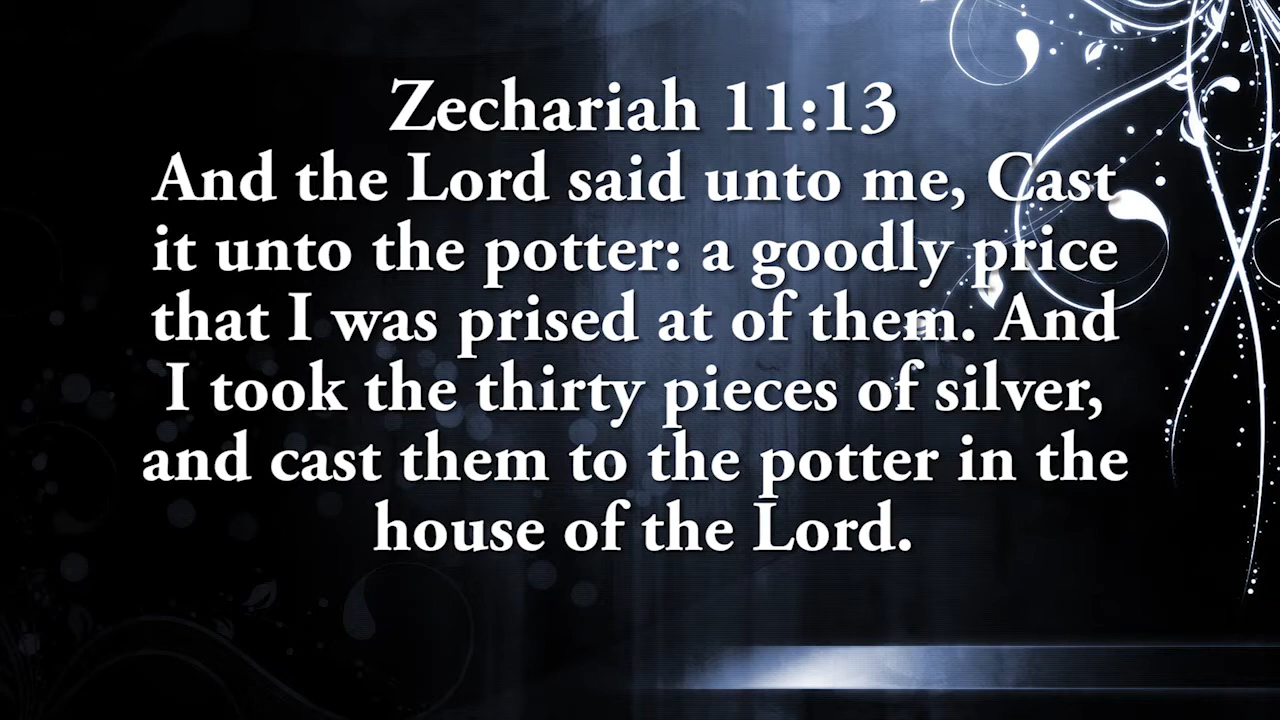 Zechariah 11:13
And the Lord said unto me, Cast
it unto the potter: a goodly price
that I was prised at of them. And
I took the thirty pieces of silver,
and cast them to the potter in the
house of the Lord.